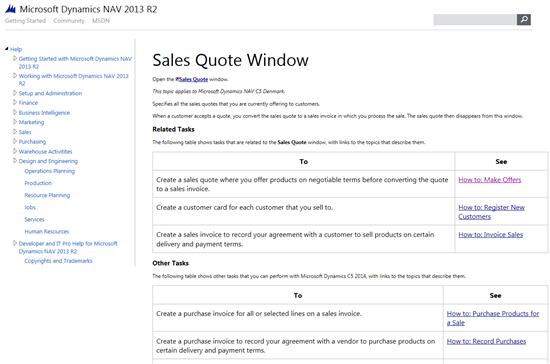 Microsoft Dynamics NAV 2013 R2
Getting Started Community MSDN
Help
Getting Started with Microsoft Dynamics NAV 2013 R2
Working with Microsoft Dynamics NAV 2013 R2
Setup and Administration
Finance
Business Intelligence
Marketing
Sales
Purchasing
Warehouse Activitites
Design and Engineering
Operations Planning
Production
Resource Planning
Jobs
Services
Human Resources
Developer and IT Pro Help for Microsoft Dynamics NAV 2013 R2
Copyrights and Trademarks
Sales Quote Window
Open the Sales Quote window.
This topic applies to Microsoft Dynamics NAV C5 Denmark.
Specifies all the sales quotes that you are currently offering to customers.
When a customer accepts a quote, you convert the sales quote to a sales invoice in which you process the sale. The sales quote then disappears from this window.
Related Tasks
The following table shows tasks that are related to the Sales Quote window, with links to the topics that describe them.
To See
Create a sales quote where you offer products on negotiable terms before converting the quote to a sales invoice. How to: Make Offers
Create a customer card for each customer that you sell to. How to: Register New Customers
Create a sales invoice to record your agreement with a customer to sell products on certain delivery and payment terms. How to: Invoice Sales
Other Tasks
The following table shows other tasks that you can perform with Microsoft Dynamics C5 2014, with links to the topics that describe them.
To See
Create a purchase invoice for all or selected lines on a sales invoice. How to: Purchase Products for a Sale
Create a purchase invoice to record your agreement with a vendor to purchase products on certain delivery and payment terms. How to: Record Purchases